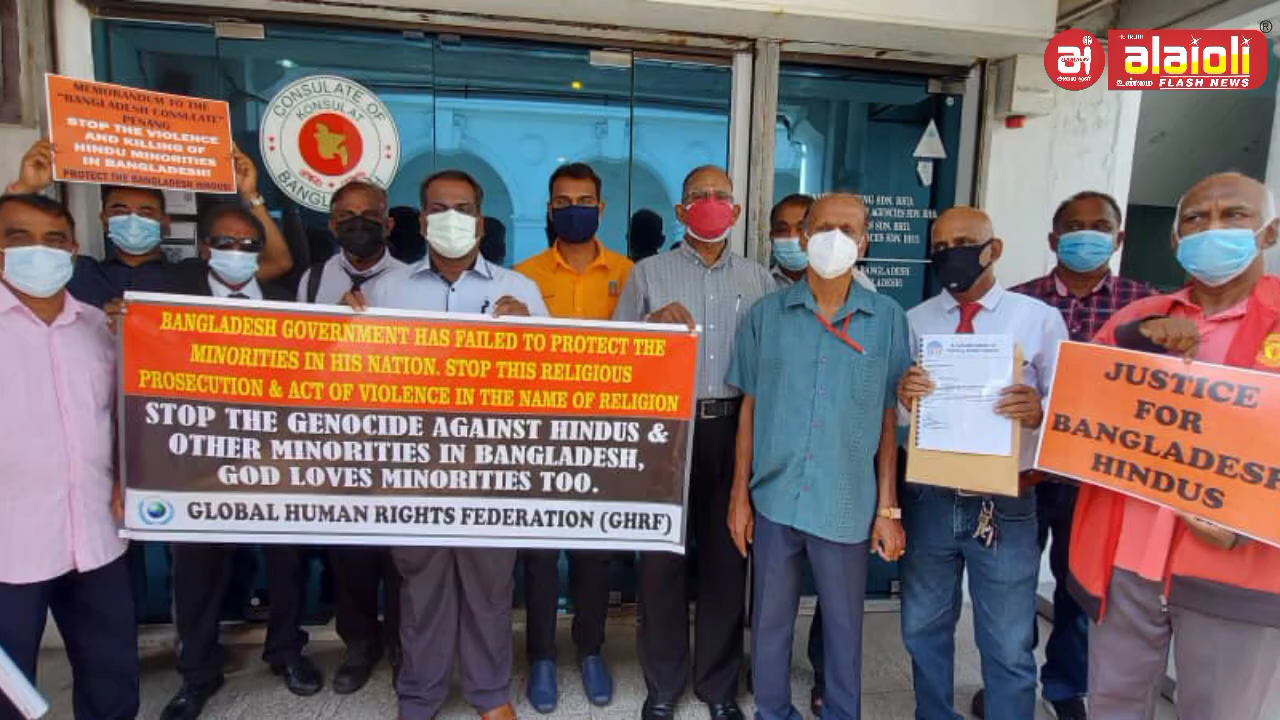 MEMORANDUM TO THE
"BANGLADESH CONSULATE"
PENANG
STOP THE VIOLENCE
AND KILLING OF
HINDU MINORITIES
IN BANGLADESH!
PROTECT THE BANGLADESH HINDUS!
CONSULATE OF
KONSULAT
alaioli
உண்மை FLASH NEWS
®
BANGLADESH GOVERNMENT HAS FAILED TO PROTECT THE
MINORITIES IN HIS NATION. STOP THIS RELIGIOUS
PROSECUTION & ACT OF VIOLENCE IN THE NAME OF RELIGION
STOP THE GENOCIDE AGAINST HINDUS &
OTHER MINORITIES IN BANGLADESH,
GOD LOVES MINORITIES TOO.
GLOBAL HUMAN RIGHTS FEDERATION (GHRF)
JUSTICE
FOR
BANGLADESH
HINDUS